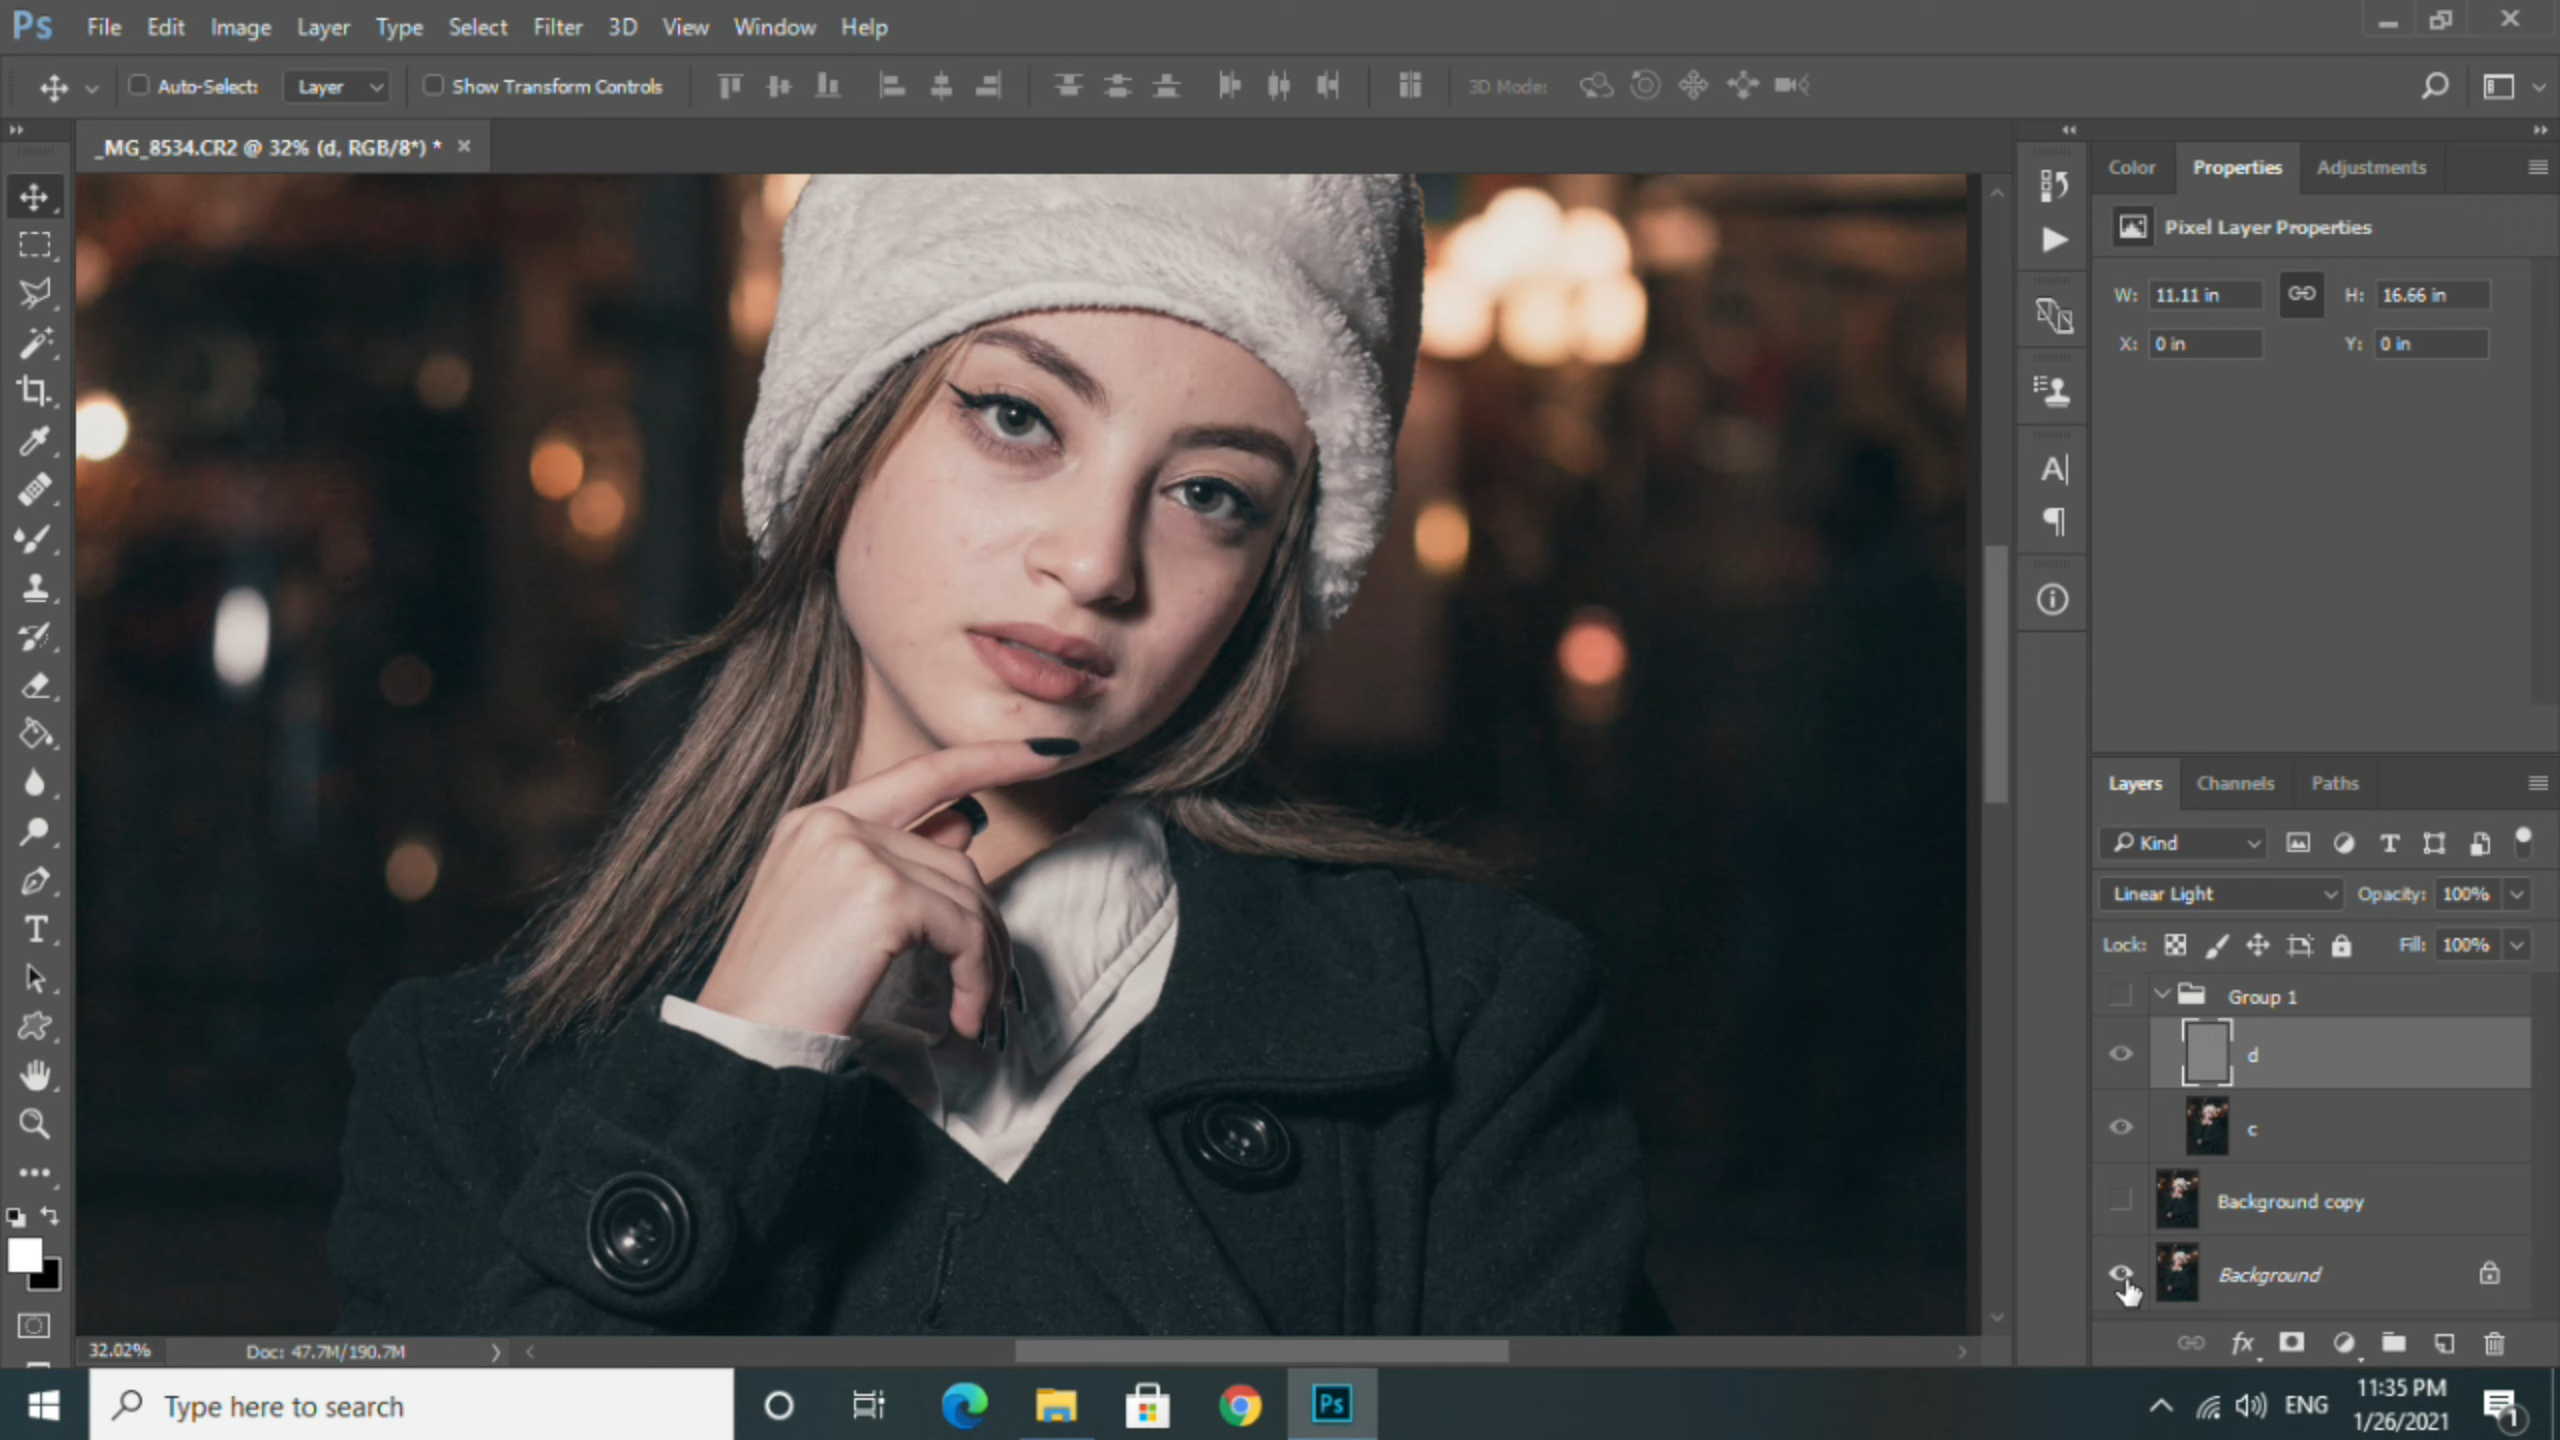 Ps File Edit Image Layer Type Select Filter 3D View Window Help
Auto-Select: Layer Show Transform Controls 3D Mode:
_MG_8534.CR2 @ 32% (d, RGB/8*) *
Color Properties Adjustments
Pixel Layer Properties
W: 11.11 in H: 16.66 in
X: 0 in Y: 0 in
Layers Channels Paths
Kind
Linear Light Opacity: 100%
Lock: Fill: 100%
Group 1
d
c
Background copy
Background
32.02% Doc: 47.7M/190.7M
Type here to search
Ps
ENG
11:35 PM
1/26/2021
1